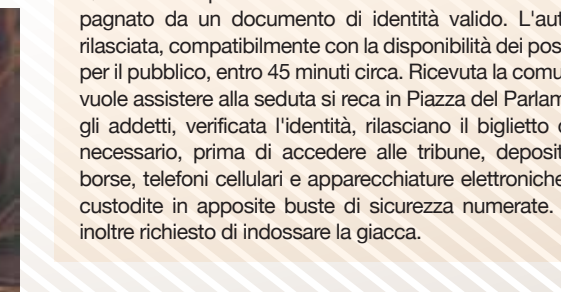 pagnato da un documento di identità valido. L'aut
rilasciata, compatibilmente con la disponibilità dei pos
per il pubblico, entro 45 minuti circa. Ricevuta la comu
vuole assistere alla seduta si reca in Piazza del Parlam
gli addetti, verificata l'identità, rilasciano il biglietto
necessario, prima di accedere alle tribune, deposit
borse, telefoni cellulari e apparecchiature elettroniche
custodite in apposite buste di sicurezza numerate.
inoltre richiesto di indossare la giacca.